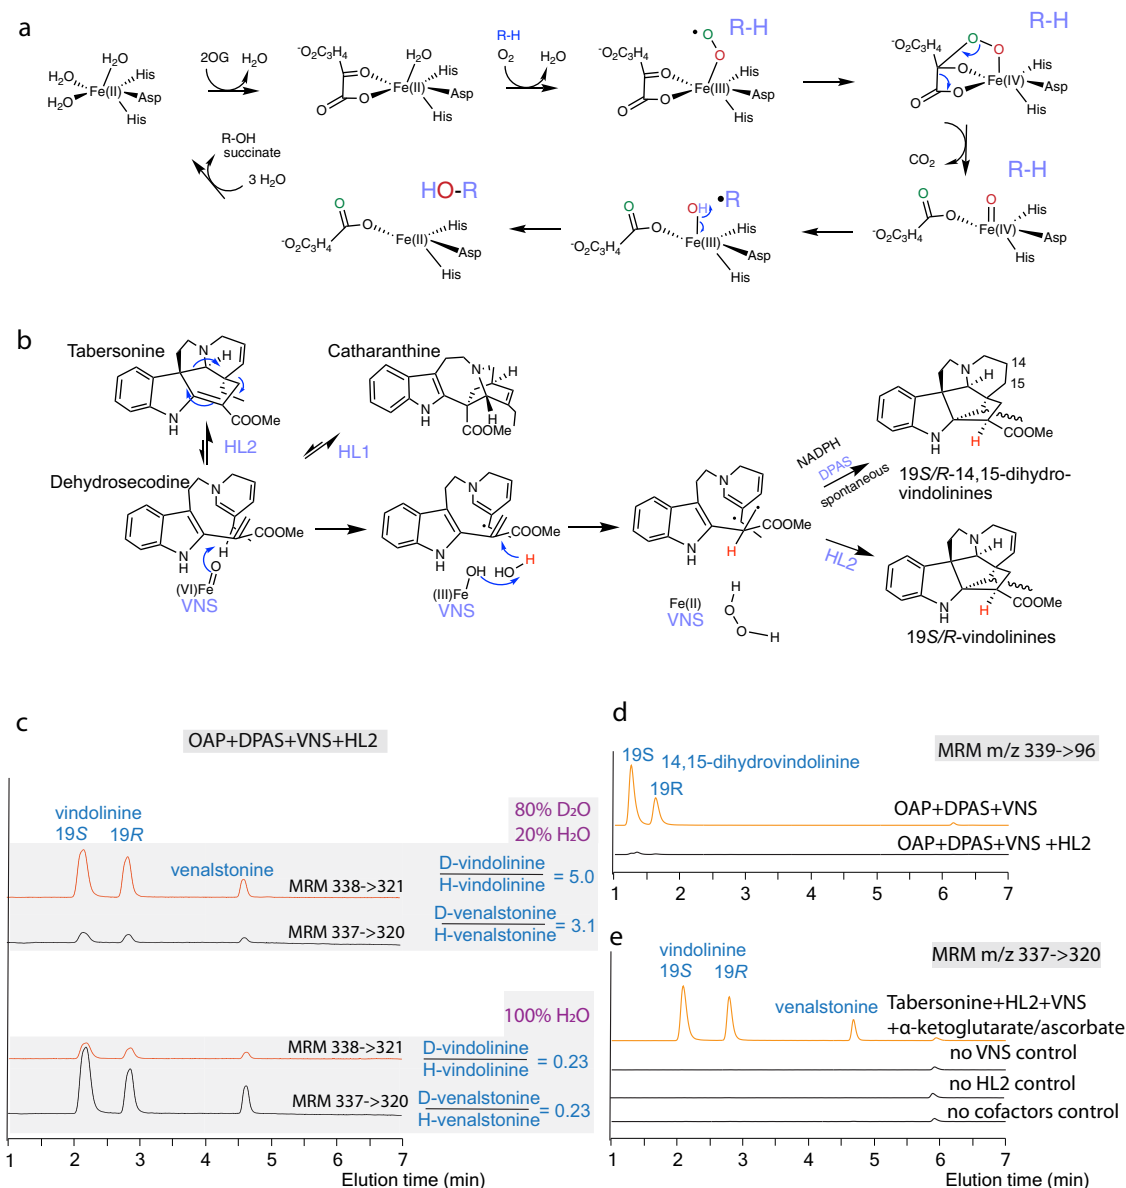 a
2OG
H₂O
H₂O
H₂O
H₂O
Fe(II)
His
Asp
His
⁻O₂C₃H₄
O
O
O
H₂O
Fe(II)
His
Asp
His
R-H
O₂
H₂O
•
O
O
R-H
⁻O₂C₃H₄
O
O
O
Fe(III)
His
Asp
His
R-H
⁻O₂C₃H₄
O
O
O
O
O
Fe(IV)
His
Asp
His
CO₂
R-H
O
O
O
⁻O₂C₃H₄
Fe(IV)
His
Asp
His
•R
OH
O
O
⁻O₂C₃H₄
Fe(III)
His
Asp
His
HO-R
O
O
⁻O₂C₃H₄
Fe(II)
His
Asp
His
R-OH
succinate
3 H₂O
b
Tabersonine
N
H
N
H
COOMe
HL2
Catharanthine
N
H
N
H
H
COOMe
HL1
Dehydrosecodine
N
N
H
COOMe
H
O
(VI)Fe
VNS
N
N
H
COOMe
H
HO
OH
(III)Fe
VNS
N
N
H
COOMe
H
Fe(II)
VNS
H
O
O
H
NADPH
DPAS
spontaneous
HL2
14
15
N
H
N
H
H
COOMe
19S/R-14,15-dihydro-
vindolinines
N
H
N
H
H
COOMe
19S/R-vindolinines
c
OAP+DPAS+VNS+HL2
80% D₂O
20% H₂O
vindolinine
19S 19R
venalstonine
MRM 338->321
D-vindolinine
H-vindolinine
= 5.0
MRM 337->320
D-venalstonine
H-venalstonine
= 3.1
100% H₂O
MRM 338->321
D-vindolinine
H-vindolinine
= 0.23
MRM 337->320
D-venalstonine
H-venalstonine
= 0.23
1 2 3 4 5 6 7
Elution time (min)
d
MRM m/z 339->96
19S
14,15-dihydrovindolinine
19R
OAP+DPAS+VNS
OAP+DPAS+VNS +HL2
1 2 3 4 5 6 7
e
MRM m/z 337->320
vindolinine
19S 19R
venalstonine
Tabersonine+HL2+VNS
+α-ketoglutarate/ascorbate
no VNS control
no HL2 control
no cofactors control
1 2 3 4 5 6 7
Elution time (min)